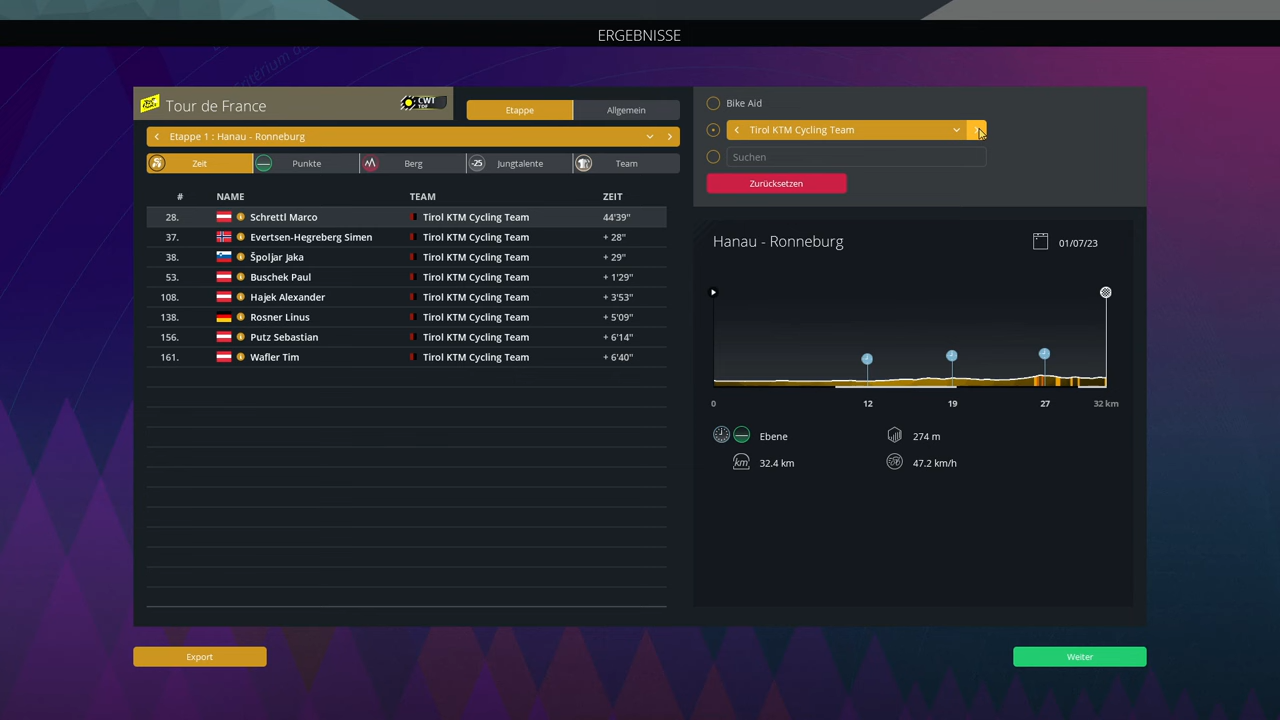 ERGEBNISSE
Tour de France
CWT
TDF
Etappe
Allgemein
Etappe 1 : Hanau - Ronneburg
Zeit
Punkte
Berg
-25
Jungtalente
Team
# NAME TEAM ZEIT
28. Schrettl Marco Tirol KTM Cycling Team 44'39''
37. Evertsen-Hegreberg Simen Tirol KTM Cycling Team + 28''
38. Špoljar Jaka Tirol KTM Cycling Team + 29''
53. Buschek Paul Tirol KTM Cycling Team + 1'29''
108. Hajek Alexander Tirol KTM Cycling Team + 3'53''
138. Rosner Linus Tirol KTM Cycling Team + 5'09''
156. Putz Sebastian Tirol KTM Cycling Team + 6'14''
161. Wafler Tim Tirol KTM Cycling Team + 6'40''
Export
Bike Aid
Tirol KTM Cycling Team
Suchen
Zurücksetzen
Hanau - Ronneburg
01/07/23
0 12 19 27 32 km
Ebene
274 m
km
32.4 km
47.2 km/h
Weiter